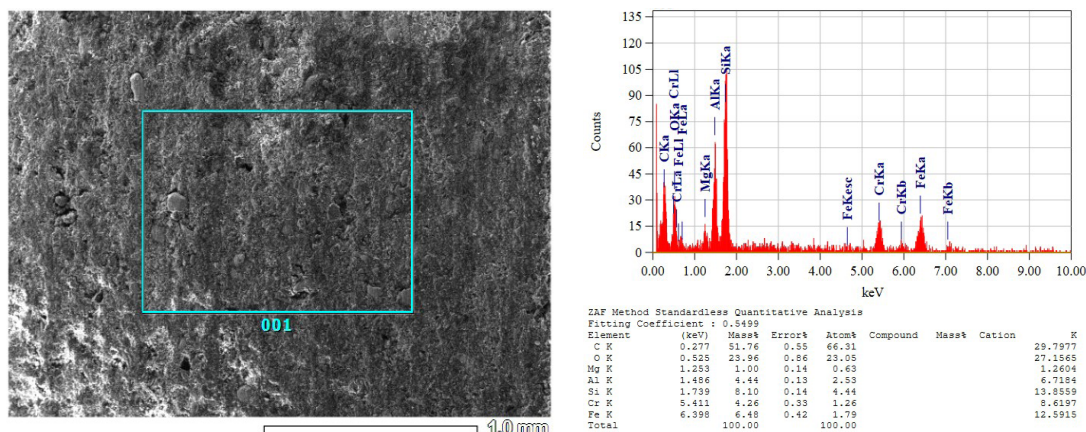 001
1.0 mm
135
120
105
90
75
60
45
30
15
0
Counts
CKa
OKa CrLl
CrLa FeLl FeLa
MgKa
AlKa
SiKa
FeKesc
CrKa
CrKb
FeKa
FeKb
0.00 1.00 2.00 3.00 4.00 5.00 6.00 7.00 8.00 9.00 10.00
keV
ZAF Method Standardless Quantitative Analysis
Fitting Coefficient : 0.5499
Element (keV) Mass% Error% Atom% Compound Mass% Cation K
C K 0.277 51.76 0.55 66.31 29.7977
O K 0.525 23.96 0.86 23.05 27.1565
Mg K 1.253 1.00 0.14 0.63 1.2604
Al K 1.486 4.44 0.13 2.53 6.7184
Si K 1.739 8.10 0.14 4.44 13.8559
Cr K 5.411 4.26 0.33 1.26 8.6197
Fe K 6.398 6.48 0.42 1.79 12.5915
Total 100.00 100.00